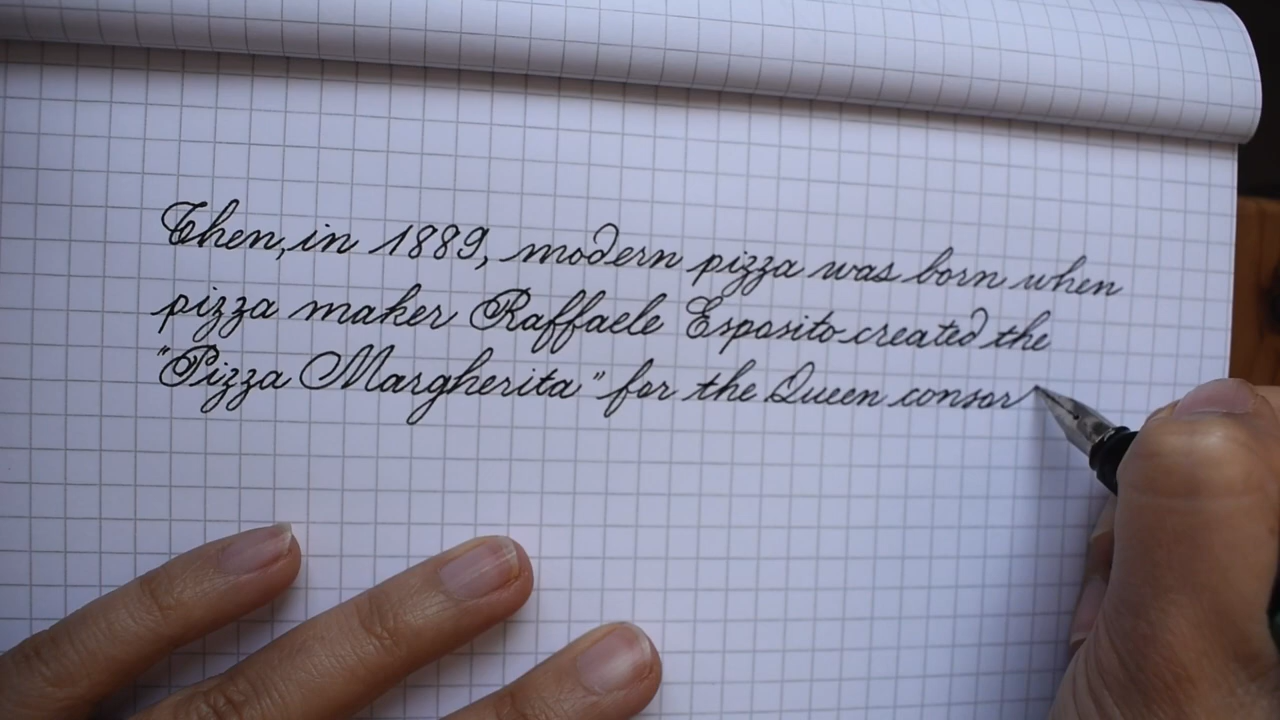 Then, in 1889, modern pizza was born when
pizza maker Raffaele Esposito created the
"Pizza Margherita" for the Queen consor